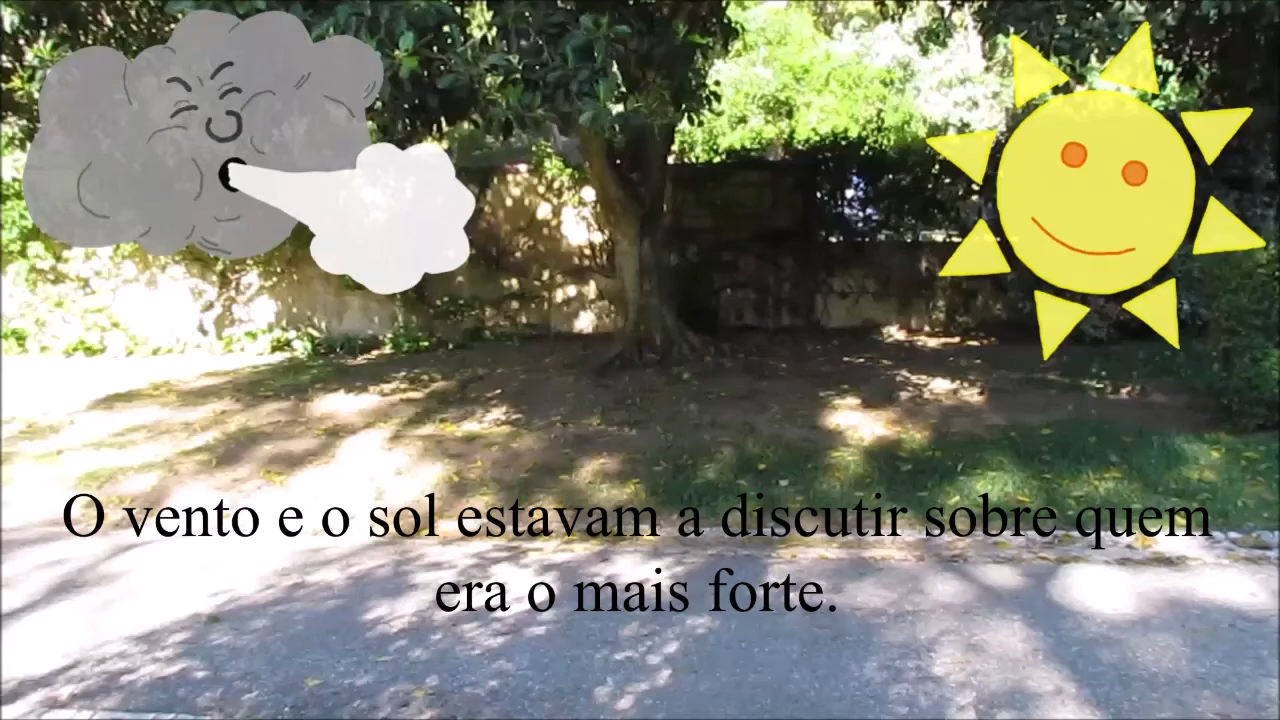 O vento e o sol estavam a discutir sobre quem
era o mais forte.